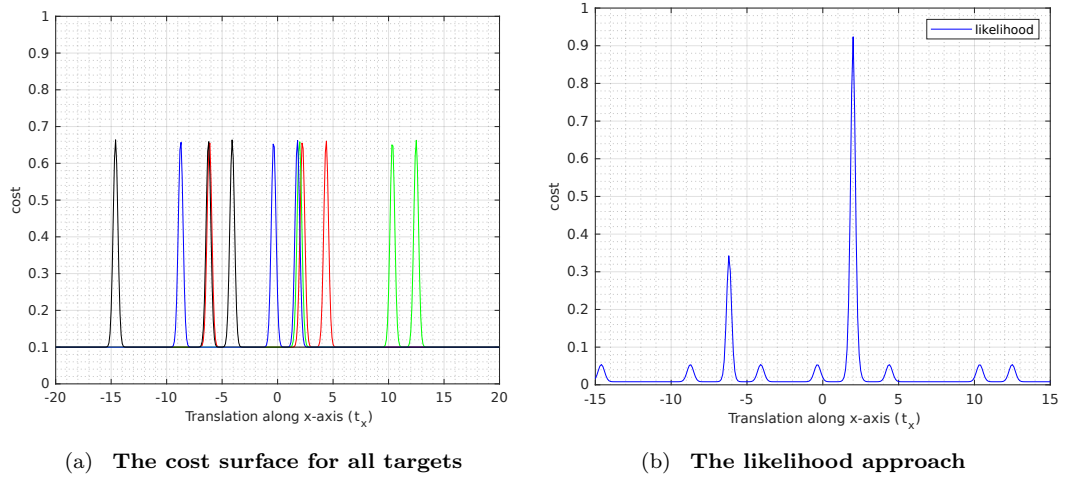 1
0.9
0.8
0.7
0.6
0.5
0.4
0.3
0.2
0.1
0
cost
-20 -15 -10 -5 0 5 10 15 20
Translation along x-axis (t_x)
(a) The cost surface for all targets
likelihood
1
0.9
0.8
0.7
0.6
0.5
0.4
0.3
0.2
0.1
0
cost
-15 -10 -5 0 5 10 15
Translation along x-axis (t_x)
(b) The likelihood approach